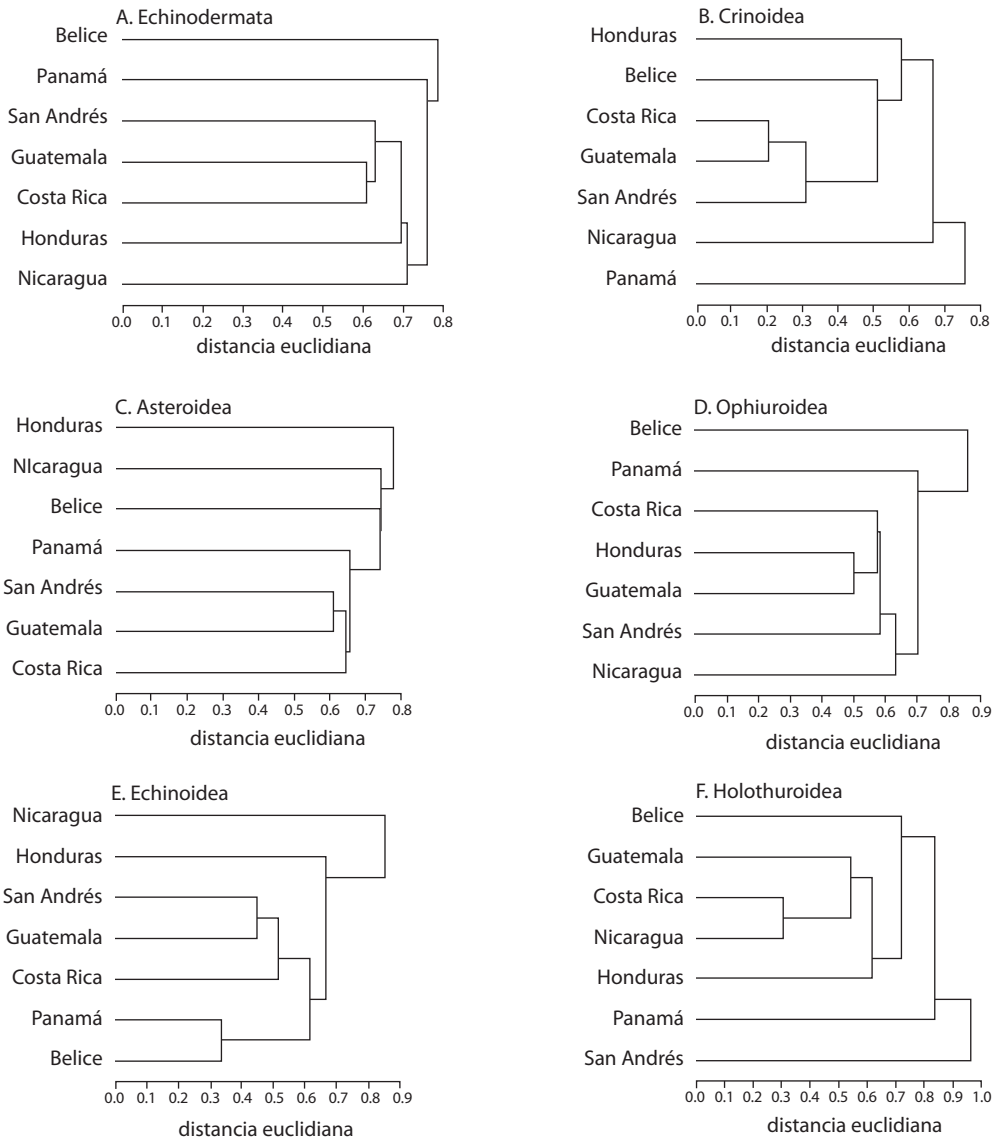 A. Echinodermata
Belice
Panamá
San Andrés
Guatemala
Costa Rica
Honduras
Nicaragua
0.0 0.1 0.2 0.3 0.4 0.5 0.6 0.7 0.8
distancia euclidiana
B. Crinoidea
Honduras
Belice
Costa Rica
Guatemala
San Andrés
Nicaragua
Panamá
0.0 0.1 0.2 0.3 0.4 0.5 0.6 0.7 0.8
distancia euclidiana
C. Asteroidea
Honduras
NIcaragua
Belice
Panamá
San Andrés
Guatemala
Costa Rica
0.0 0.1 0.2 0.3 0.4 0.5 0.6 0.7 0.8
distancia euclidiana
D. Ophiuroidea
Belice
Panamá
Costa Rica
Honduras
Guatemala
San Andrés
Nicaragua
0.0 0.1 0.2 0.3 0.4 0.5 0.6 0.7 0.8 0.9
distancia euclidiana
E. Echinoidea
Nicaragua
Honduras
San Andrés
Guatemala
Costa Rica
Panamá
Belice
0.0 0.1 0.2 0.3 0.4 0.5 0.6 0.7 0.8 0.9
distancia euclidiana
F. Holothuroidea
Belice
Guatemala
Costa Rica
Nicaragua
Honduras
Panamá
San Andrés
0.0 0.1 0.2 0.3 0.4 0.5 0.6 0.7 0.8 0.9 1.0
distancia euclidiana